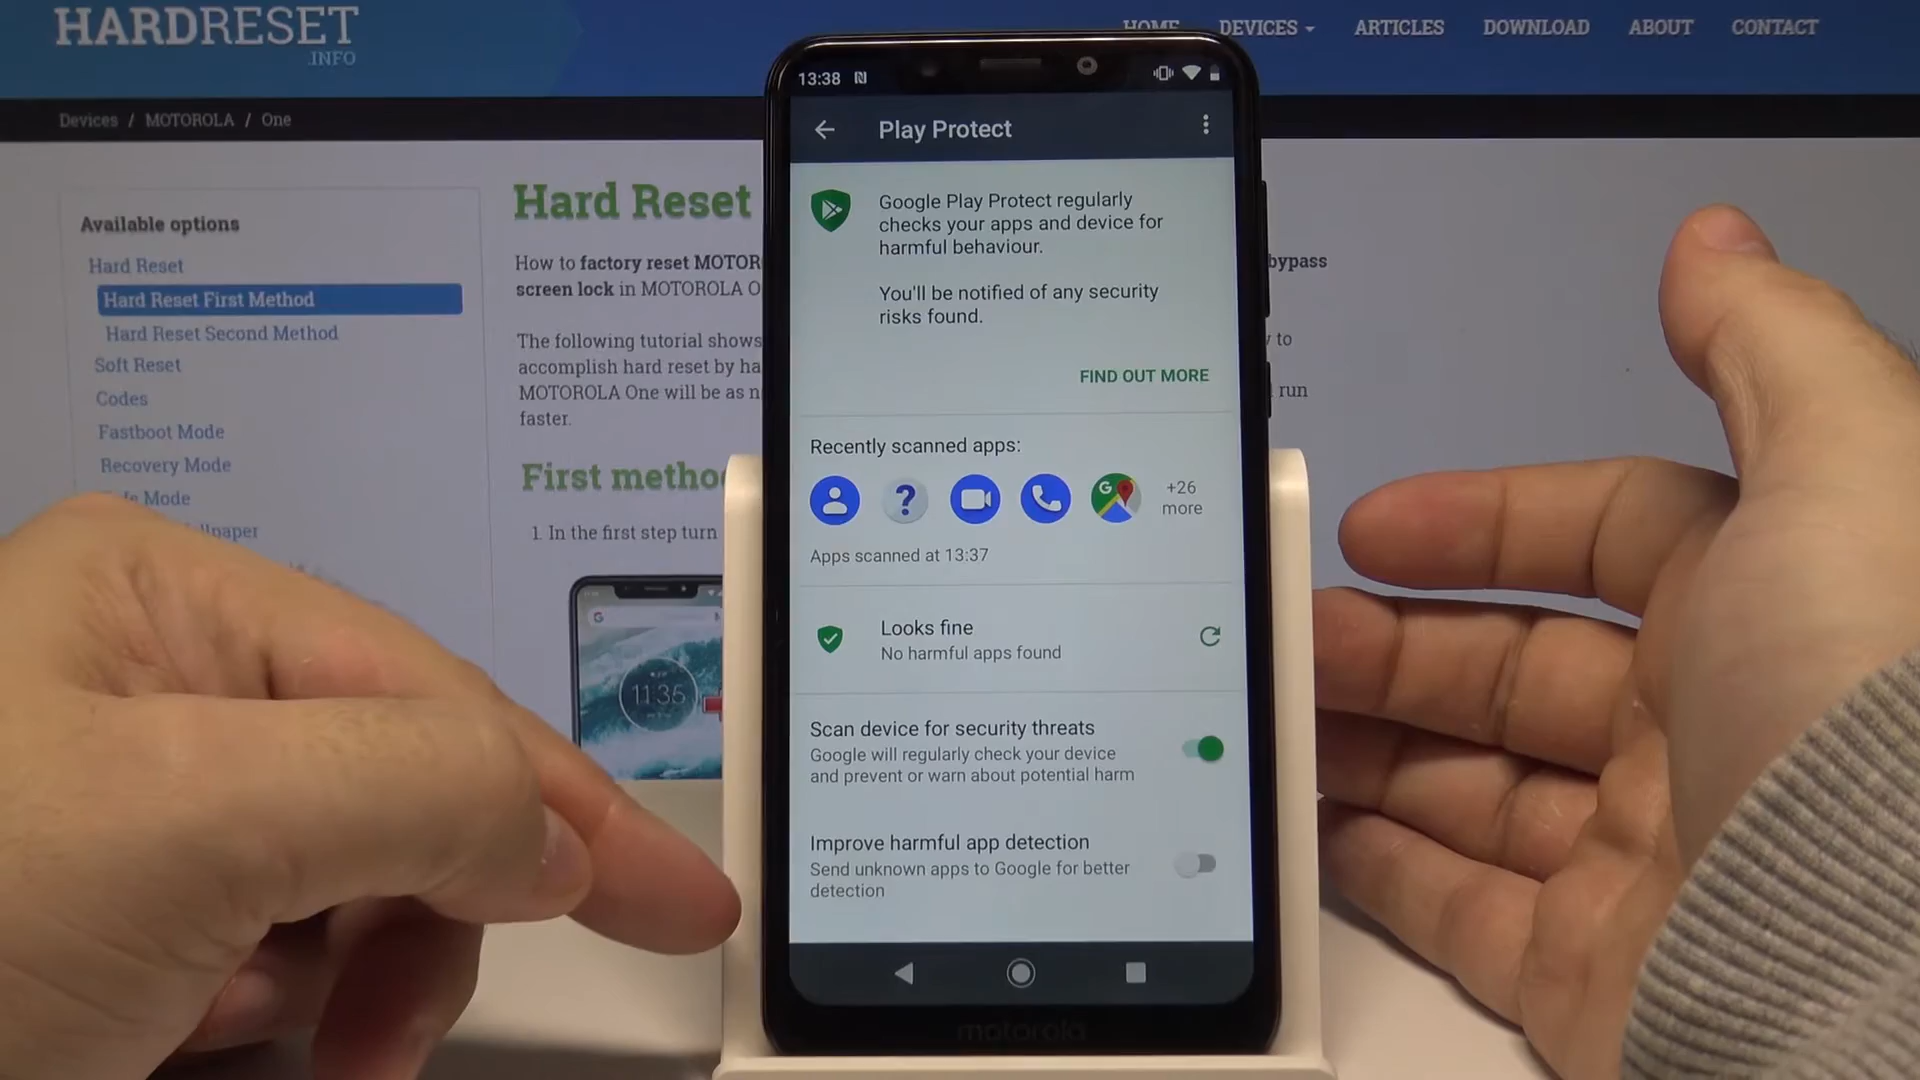 HARDRESET
.INFO
HOME
DEVICES
ARTICLES
DOWNLOAD
ABOUT
CONTACT
Devices / MOTOROLA / One
Available options
Hard Reset
Hard Reset First Method
Hard Reset Second Method
Soft Reset
Codes
Fastboot Mode
Recovery Mode
Mode
Hard Reset
How to factory reset MOTOR
bypass
screen lock in MOTOROLA O
The following tutorial shows
to
accomplish hard reset by ha
MOTOROLA One will be as n
run
faster.
First metho
1. In the first step turn
11:35
13:38
Play Protect
Google Play Protect regularly
checks your apps and device for
harmful behaviour.
You'll be notified of any security
risks found.
FIND OUT MORE
Recently scanned apps:
?
G
+26
more
Apps scanned at 13:37
Looks fine
No harmful apps found
Scan device for security threats
Google will regularly check your device
and prevent or warn about potential harm
Improve harmful app detection
Send unknown apps to Google for better
detection
motorola